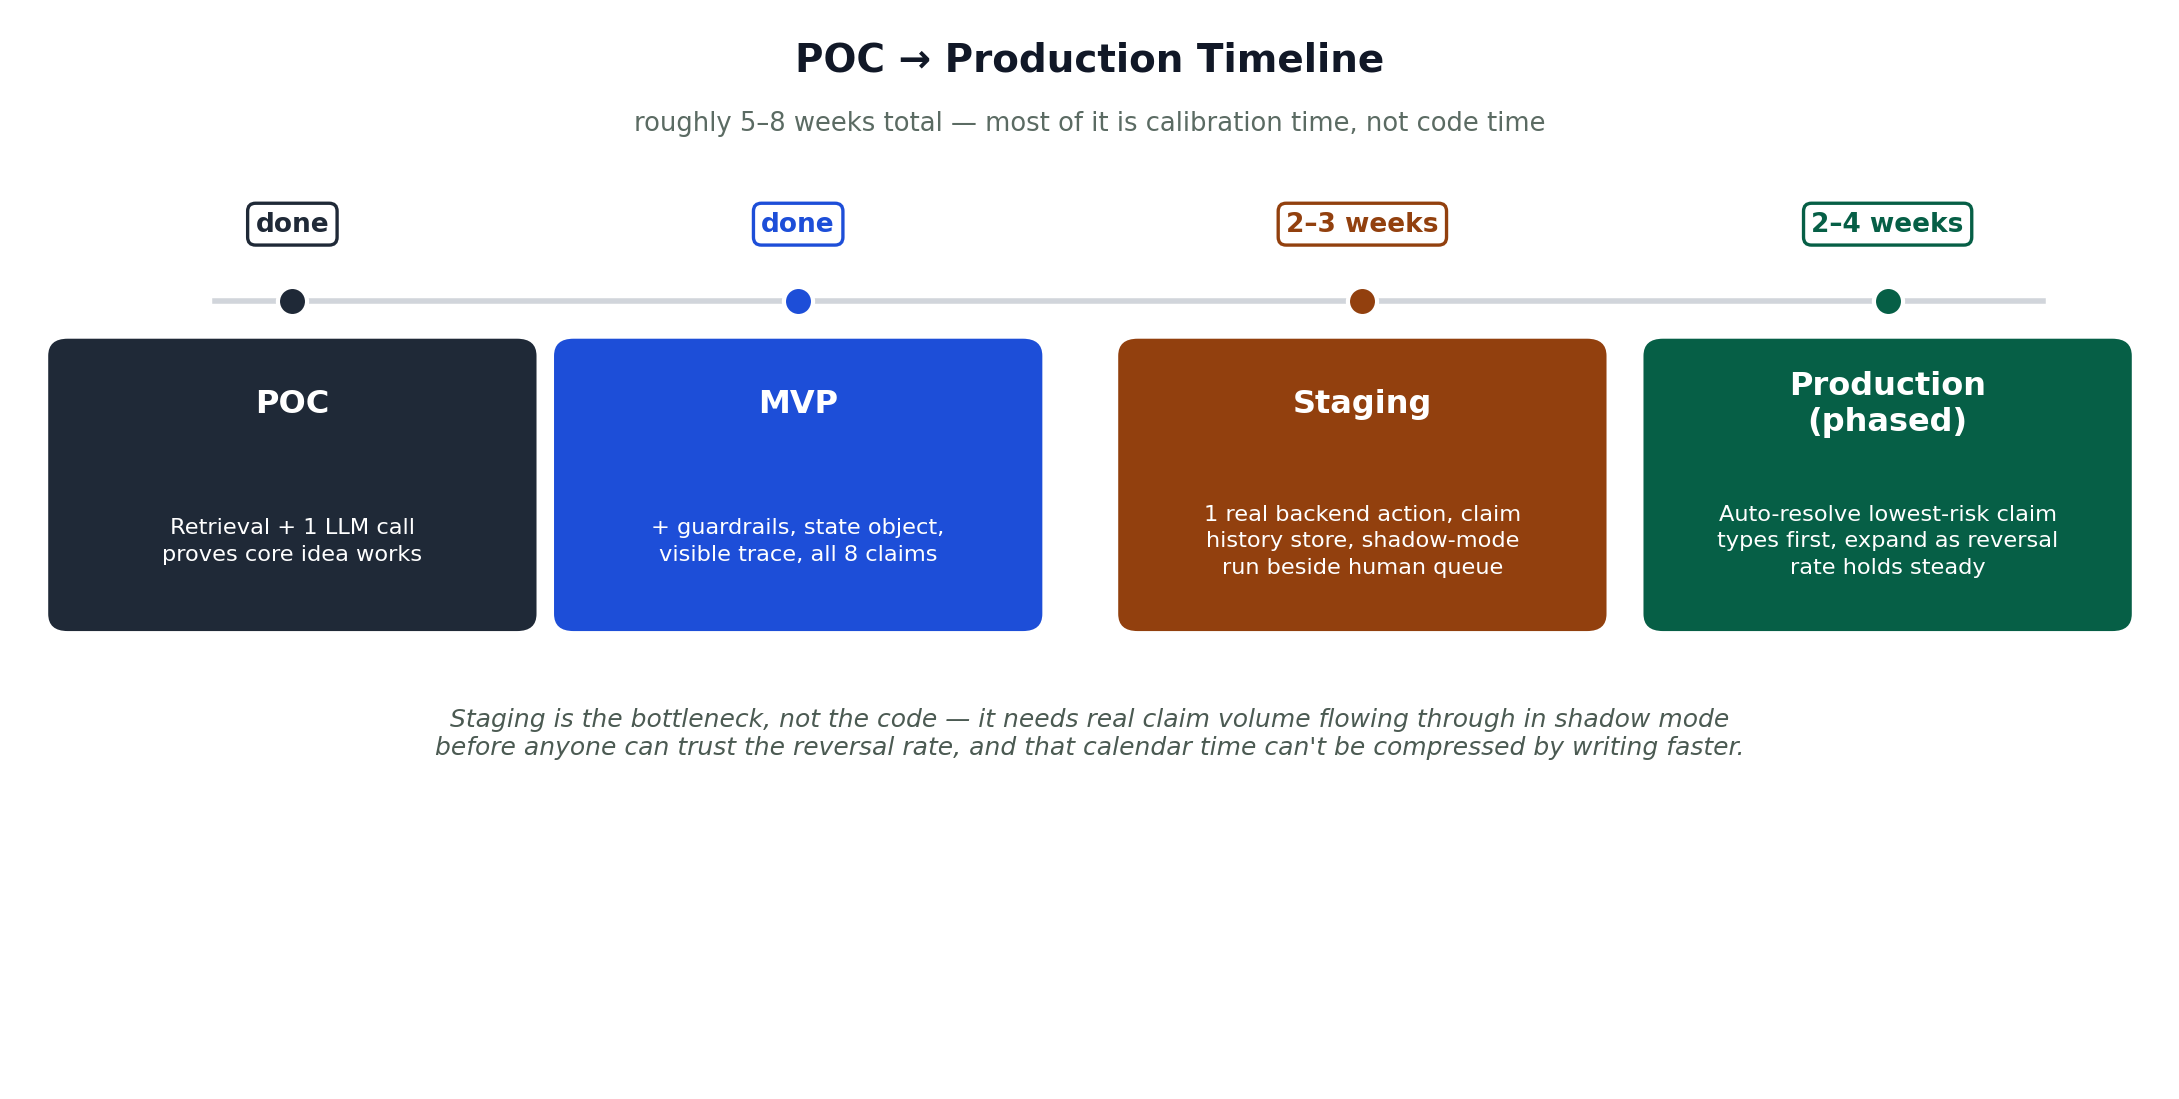 POC → Production Timeline
roughly 5–8 weeks total — most of it is calibration time, not code time
done
done
2–3 weeks
2–4 weeks
POC
Retrieval + 1 LLM call
proves core idea works
MVP
+ guardrails, state object,
visible trace, all 8 claims
Staging
1 real backend action, claim
history store, shadow-mode
run beside human queue
Production
(phased)
Auto-resolve lowest-risk claim
types first, expand as reversal
rate holds steady
Staging is the bottleneck, not the code — it needs real claim volume flowing through in shadow mode
before anyone can trust the reversal rate, and that calendar time can't be compressed by writing faster.